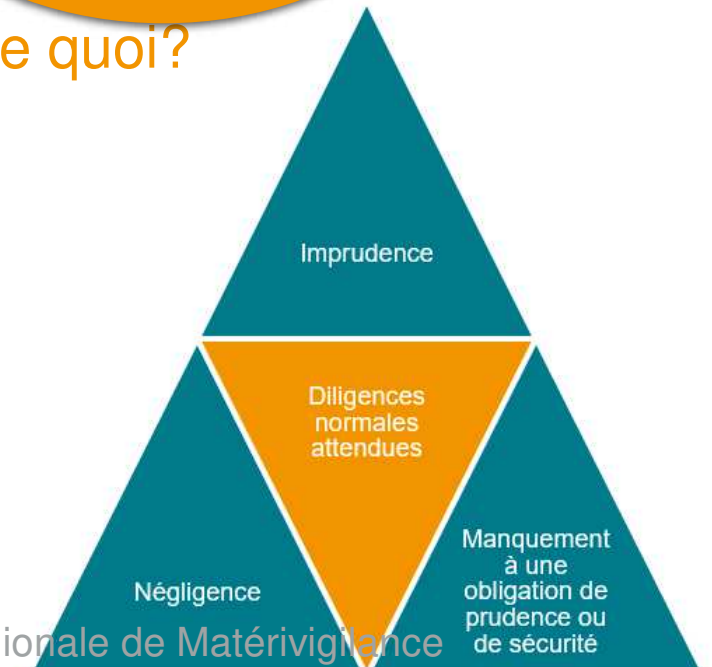 e quoi?
Imprudence
Diligences
normales
attendues
Négligence
Manquement
à une
obligation de
prudence ou
de sécurité
ionale de Matérivigilance